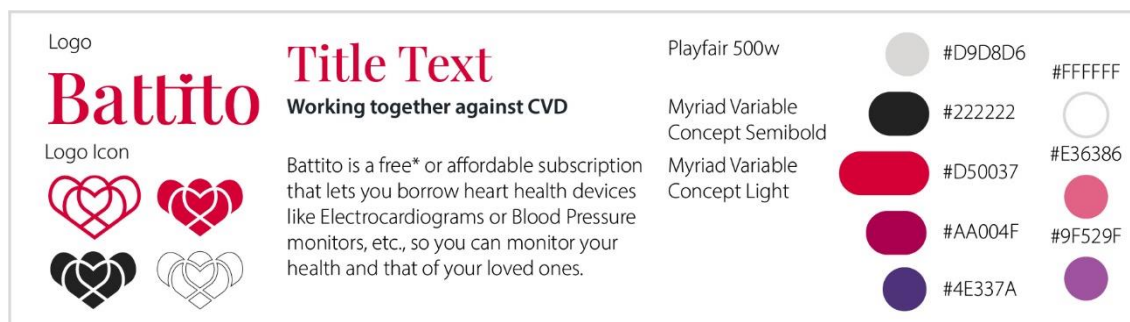 Logo
Battito
Logo Icon
Title Text
Working together against CVD
Battito is a free* or affordable subscription
that lets you borrow heart health devices
like Electrocardiograms or Blood Pressure
monitors, etc., so you can monitor your
health and that of your loved ones.
Playfair 500w
Myriad Variable
Concept Semibold
Myriad Variable
Concept Light
#D9D8D6
#222222
#D50037
#AA004F
#4E337A
#FFFFFF
#E36386
#9F529F